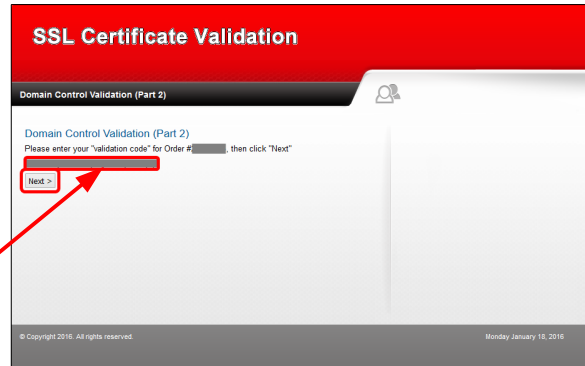 SSL Certificate Validation
Domain Control Validation (Part 2)
Domain Control Validation (Part 2)
Please enter your "validation code" for Order # , then click "Next"
Next >
© Copyright 2016. All rights reserved.
Monday January 18, 2016